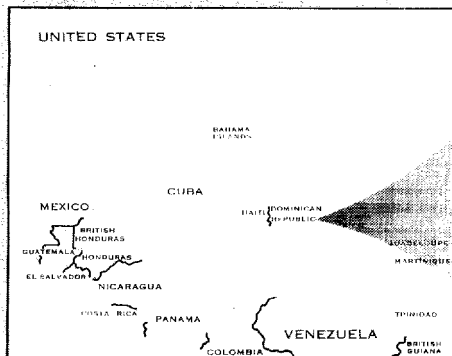 UNITED STATES
BAHAMA
ISLANDS
CUBA
HAITI
DOMINICAN
REPUBLIC
MEXICO
BRITISH
HONDURAS
GUATEMALA
HONDURAS
EL SALVADOR
NICARAGUA
GUADELOUPE
MARTINIQUE
COSTA RICA
PANAMA
TRINIDAD
VENEZUELA
COLOMBIA
BRITISH
GUIANA